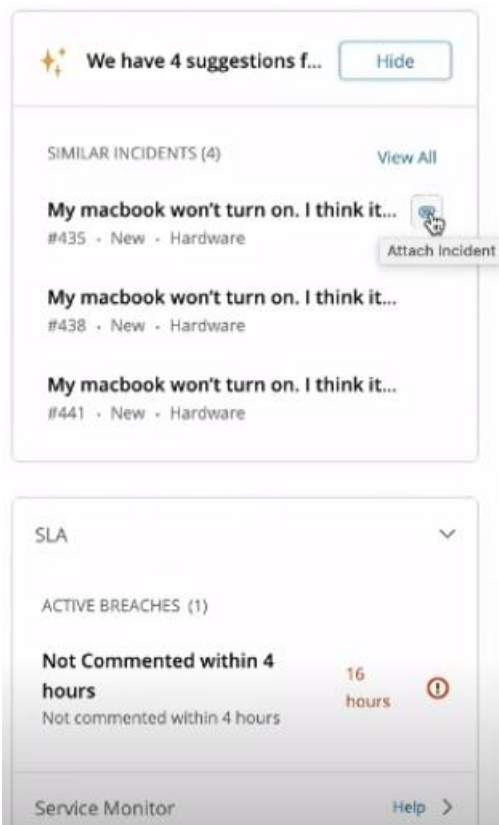 We have 4 suggestions f...
Hide
SIMILAR INCIDENTS (4)
View All
My macbook won't turn on. I think it...
#435 · New · Hardware
Attach Incident
My macbook won't turn on. I think it...
#438 · New · Hardware
My macbook won't turn on. I think it...
#441 · New · Hardware
SLA
ACTIVE BREACHES (1)
Not Commented within 4
hours
16
hours
Not commented within 4 hours
Service Monitor
Help